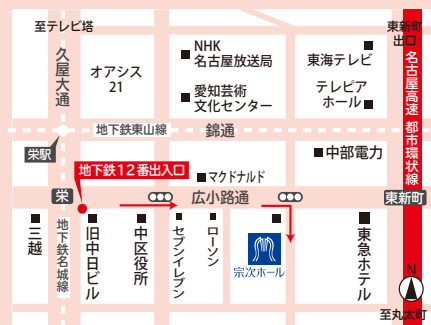 至テレビ塔
東新町
出口
久屋大通
オアシス
21
NHK
名古屋放送局
愛知芸術
文化センター
東海テレビ
テレピア
ホール
名古屋高速 都市環状線
地下鉄東山線
錦通
栄駅
中部電力
地下鉄12番出入口
マクドナルド
栄
広小路通
東新町
三越
地下鉄名城線
旧中日ビル
中区役所
セブンイレブン
ローソン
宗次ホール
東急ホテル
N
至丸太町